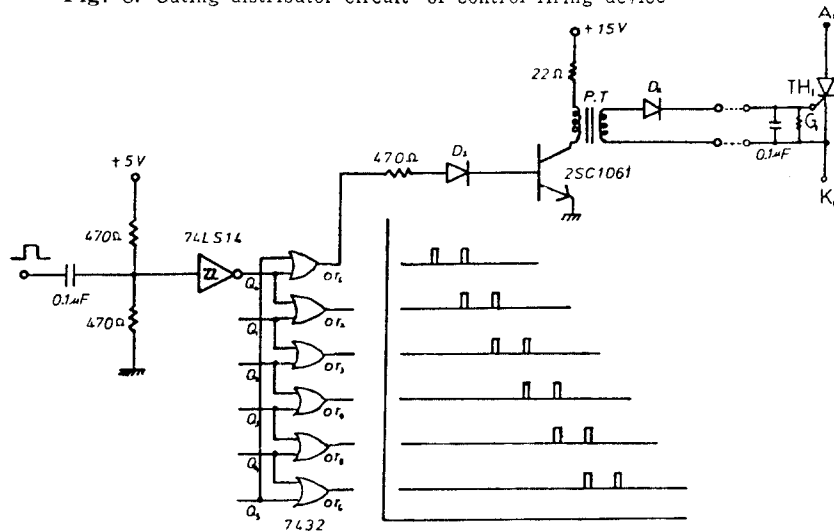 Fig. 8. Gating distributor circuit of control firing device
+15V
A₁
22Ω
P.T
D₂
TH₁
G₁
0.1μF
K₁
470Ω
D₁
2SC1061
+5V
470Ω
74LS14
0.1μF
470Ω
Q₀
or₁
Q₁
or₂
Q₂
or₃
Q₃
or₄
Q₄
or₅
Q₅
or₆
7432